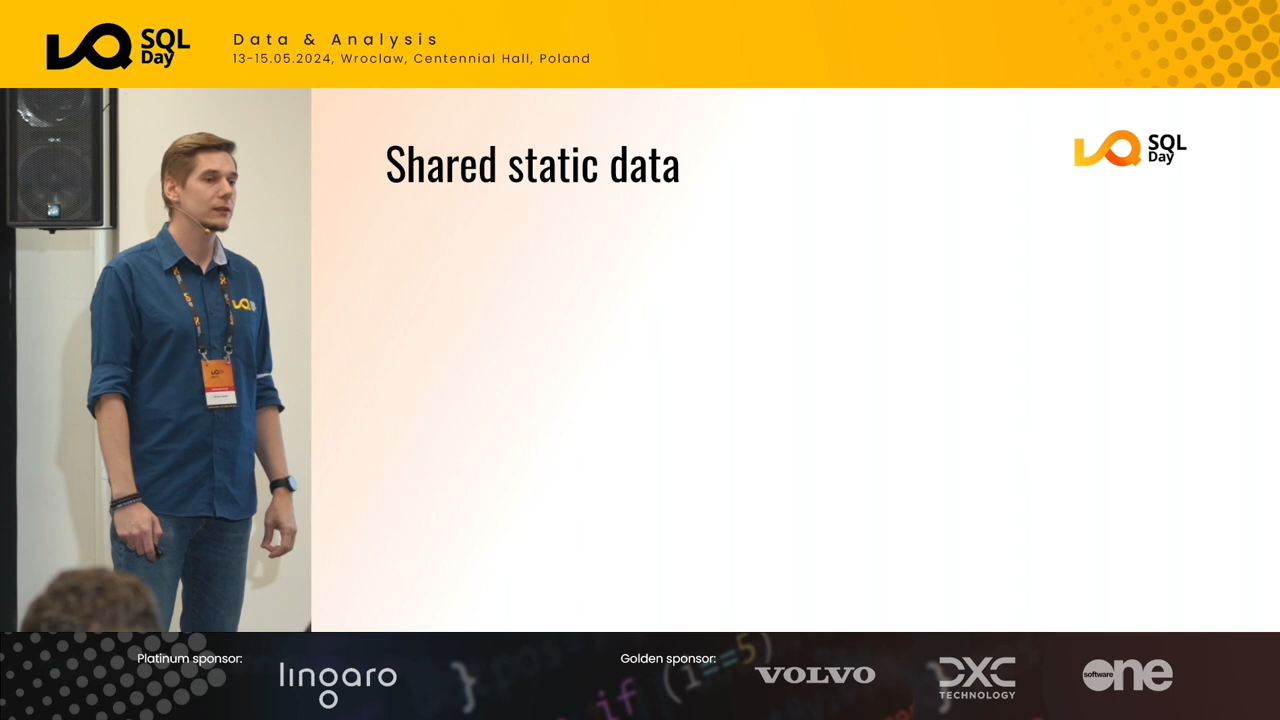 SQL
Day
Data & Analysis
13-15.05.2024, Wroclaw, Centennial Hall, Poland
Shared static data
SQL
Day
Platinum sponsor:
lingaro
Golden sponsor:
VOLVO
DXC
TECHNOLOGY
software
one